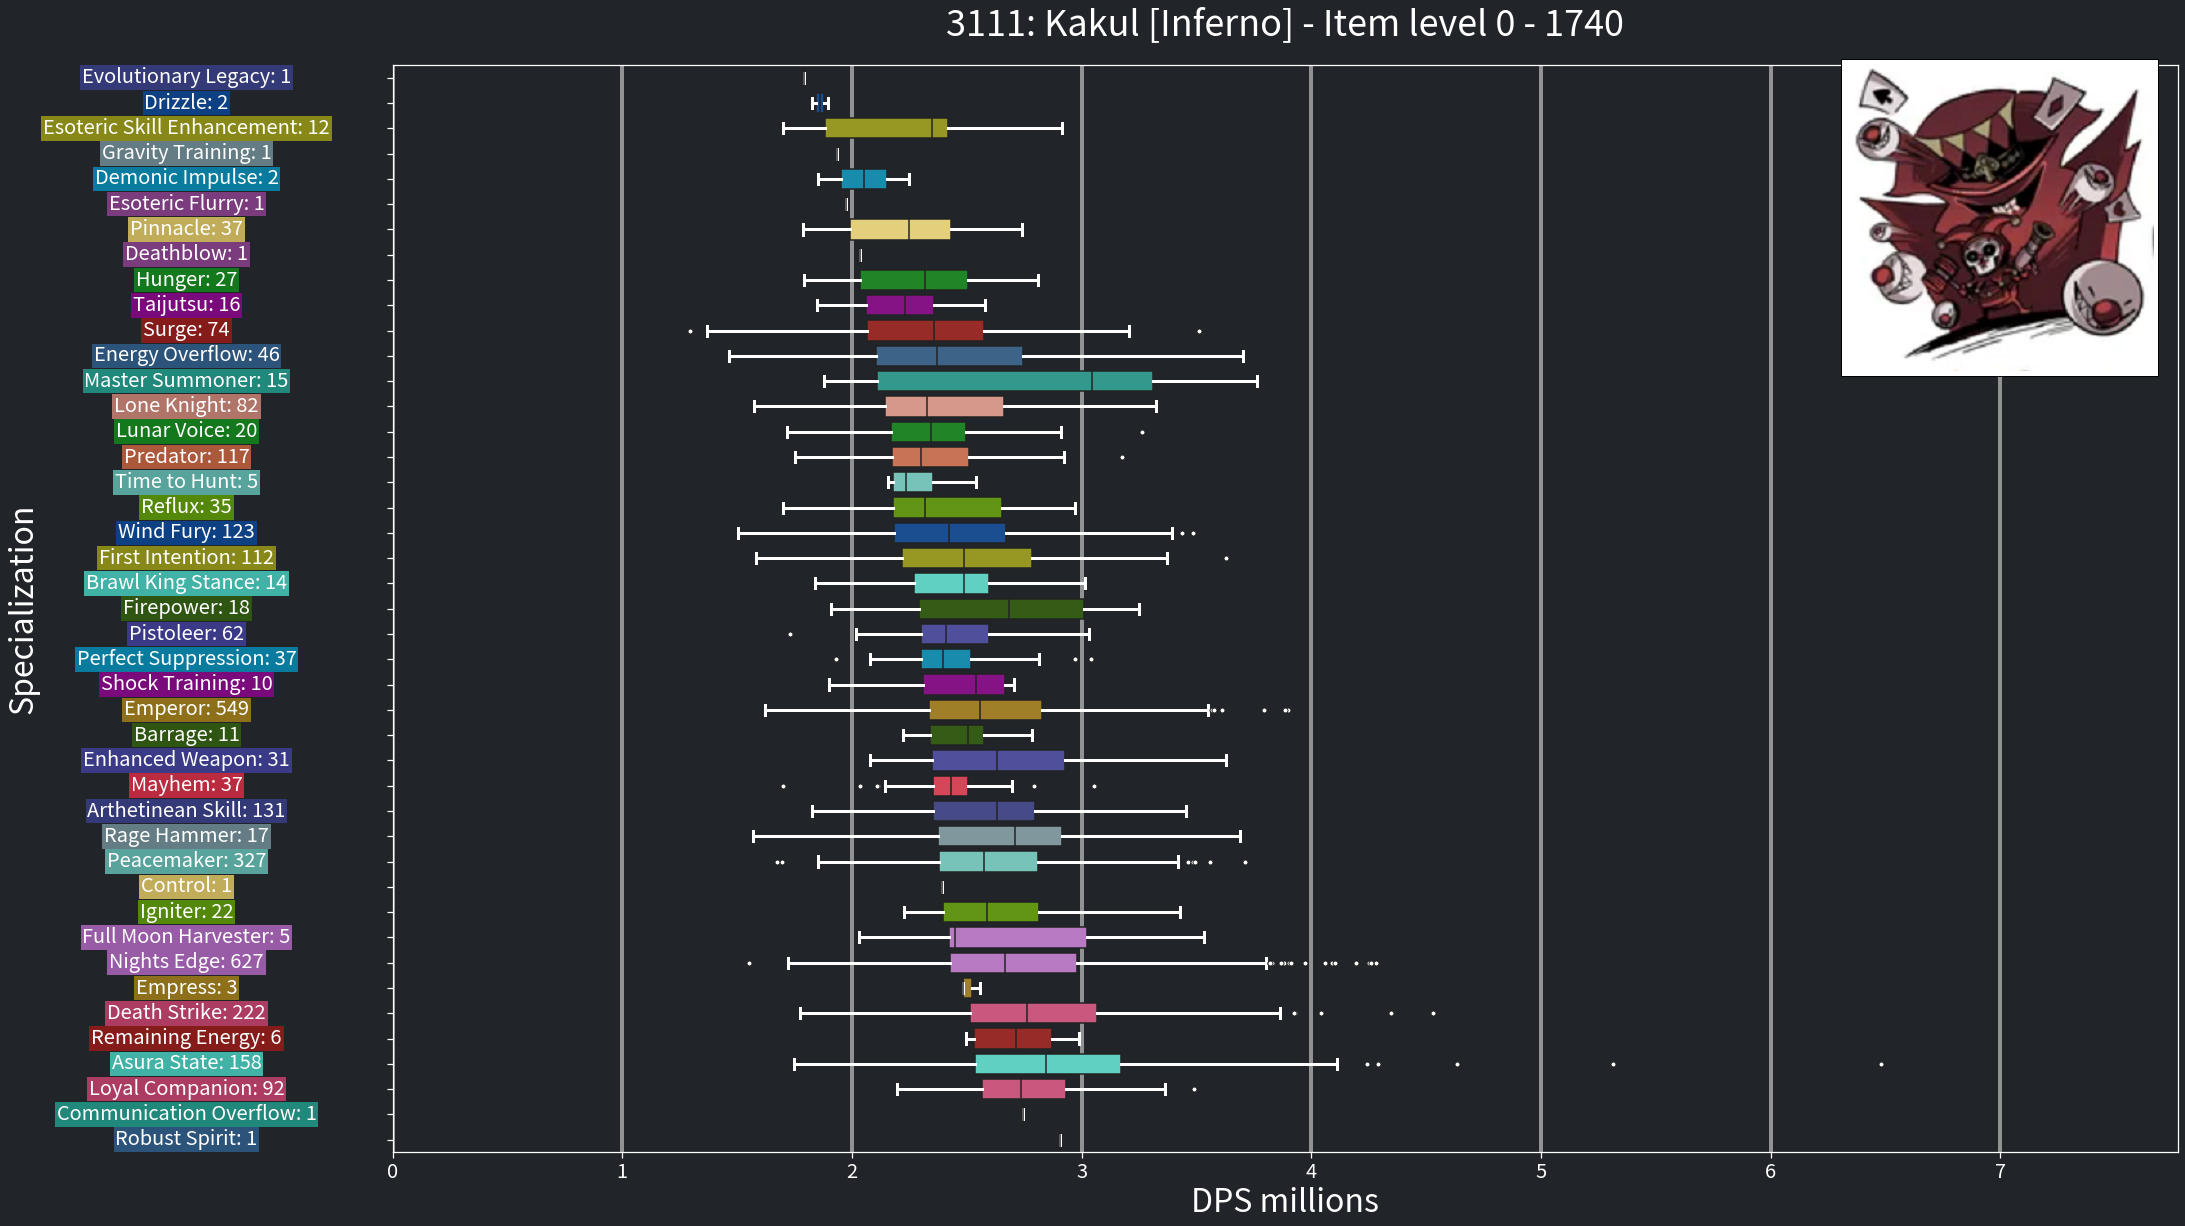 3111: Kakul [Inferno] - Item level 0 - 1740
Specialization
Evolutionary Legacy: 1
Drizzle: 2
Esoteric Skill Enhancement: 12
Gravity Training: 1
Demonic Impulse: 2
Esoteric Flurry: 1
Pinnacle: 37
Deathblow: 1
Hunger: 27
Taijutsu: 16
Surge: 74
Energy Overflow: 46
Master Summoner: 15
Lone Knight: 82
Lunar Voice: 20
Predator: 117
Time to Hunt: 5
Reflux: 35
Wind Fury: 123
First Intention: 112
Brawl King Stance: 14
Firepower: 18
Pistoleer: 62
Perfect Suppression: 37
Shock Training: 10
Emperor: 549
Barrage: 11
Enhanced Weapon: 31
Mayhem: 37
Arthetinean Skill: 131
Rage Hammer: 17
Peacemaker: 327
Control: 1
Igniter: 22
Full Moon Harvester: 5
Nights Edge: 627
Empress: 3
Death Strike: 222
Remaining Energy: 6
Asura State: 158
Loyal Companion: 92
Communication Overflow: 1
Robust Spirit: 1
0 1 2 3 4 5 6 7
DPS millions